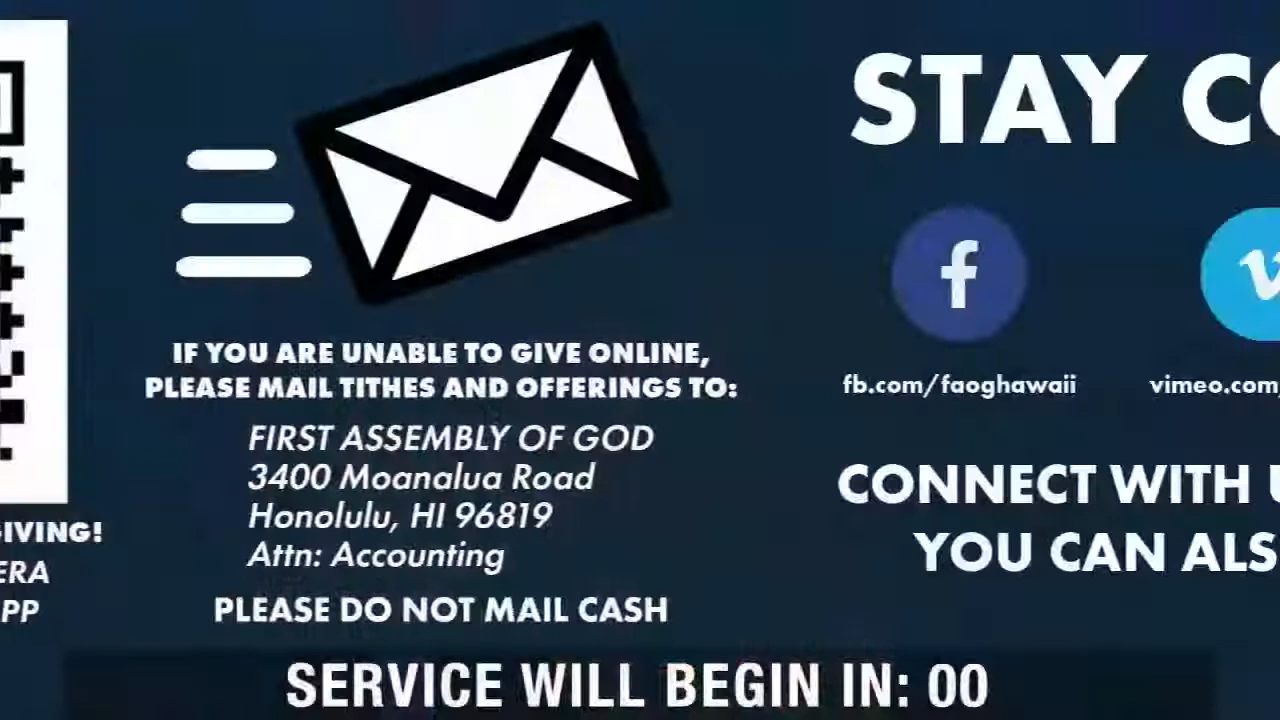 GIVING!
ERA
PP
IF YOU ARE UNABLE TO GIVE ONLINE,
PLEASE MAIL TITHES AND OFFERINGS TO:
FIRST ASSEMBLY OF GOD
3400 Moanalua Road
Honolulu, HI 96819
Attn: Accounting
PLEASE DO NOT MAIL CASH
STAY CO
f
v
fb.com/faoghawaii
vimeo.com/
CONNECT WITH U
YOU CAN ALS
SERVICE WILL BEGIN IN: 00